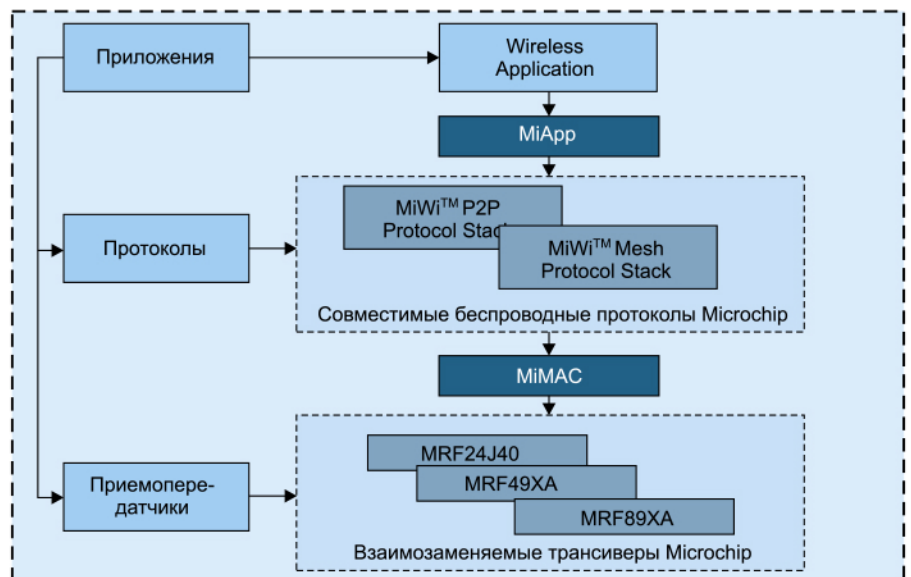 Приложения
Wireless
Application
MiApp
Протоколы
MiWi™ P2P
Protocol Stack
MiWi™ Mesh
Protocol Stack
Совместимые беспроводные протоколы Microchip
MiMAC
Приемопере-
датчики
MRF24J40
MRF49XA
MRF89XA
Взаимозаменяемые трансиверы Microchip